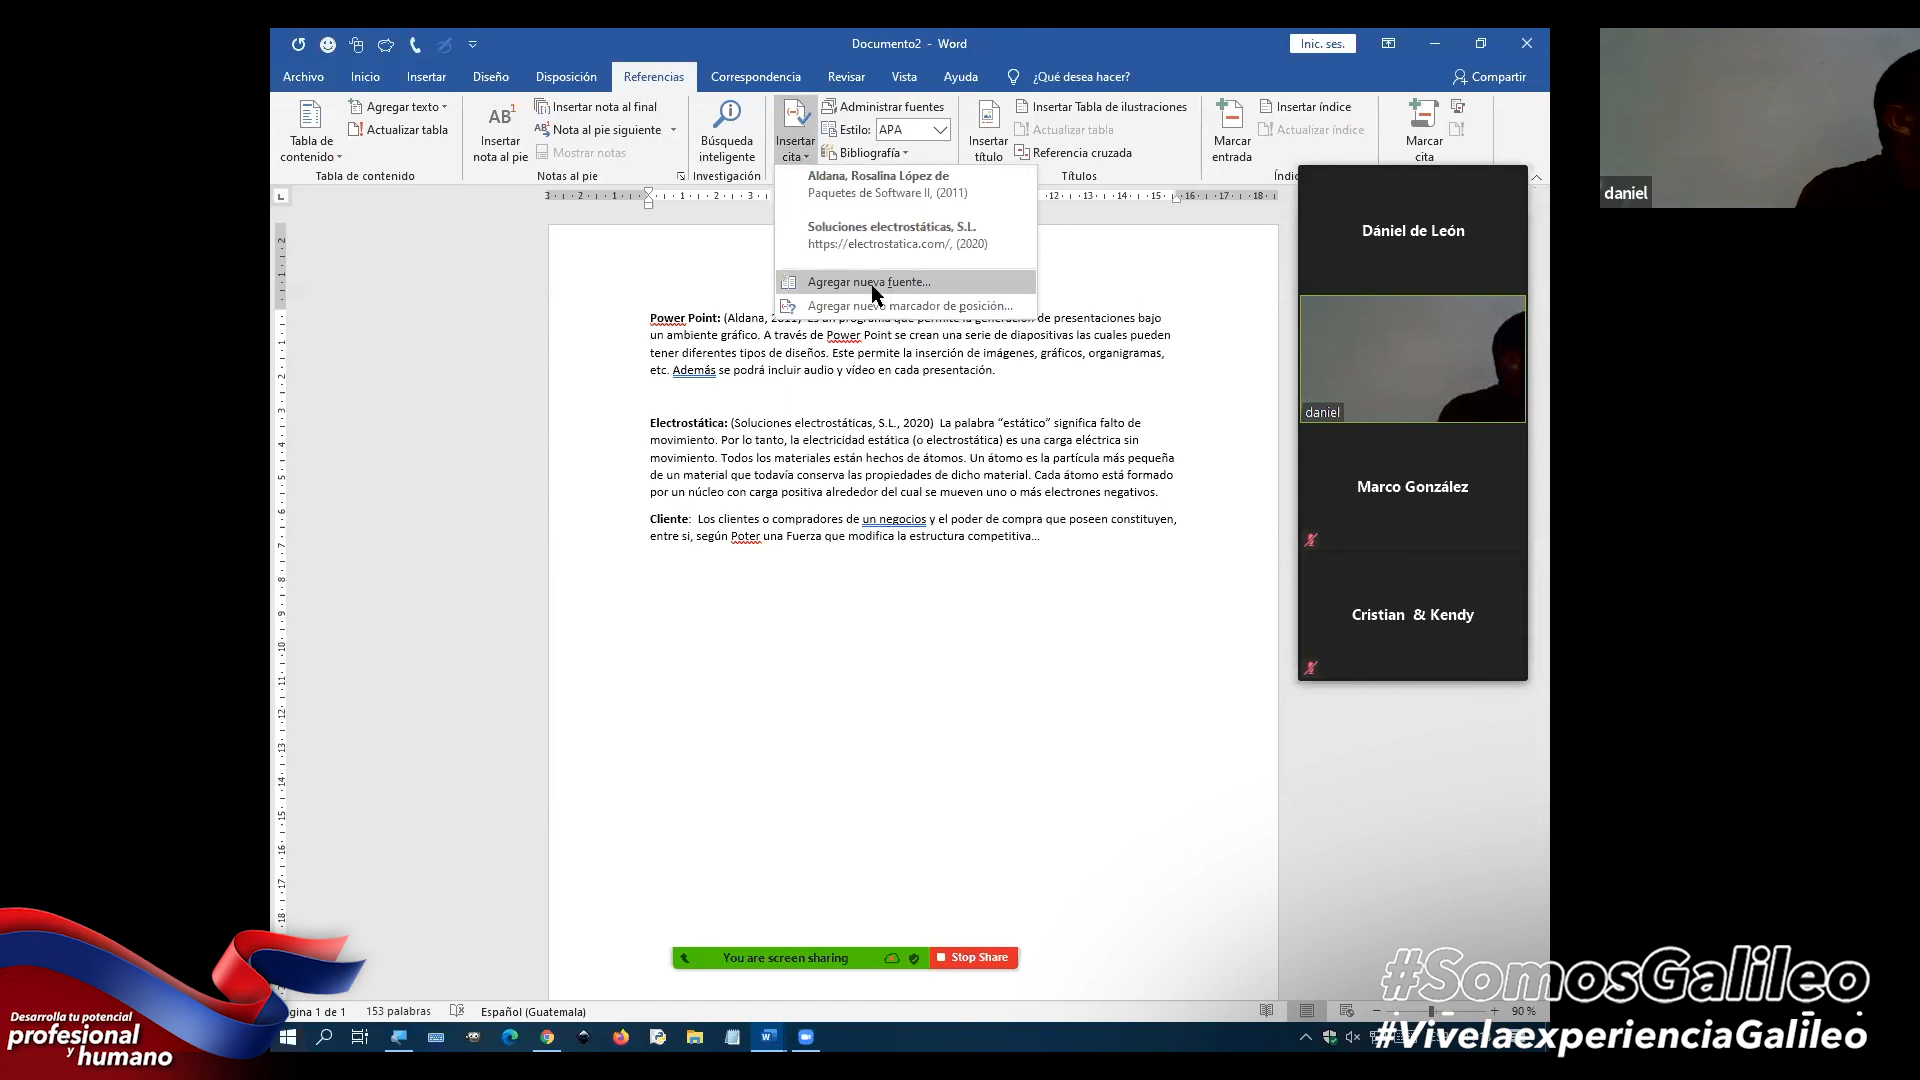 Documento2 - Word
Inic. ses.
Archivo Inicio Insertar Diseño Disposición Referencias Correspondencia Revisar Vista Ayuda ¿Qué desea hacer? Compartir
Tabla de contenido
Agregar texto
Actualizar tabla
Tabla de contenido
AB¹
Insertar nota al pie
Insertar nota al final
Nota al pie siguiente
Mostrar notas
Notas al pie
Búsqueda inteligente
Investigación
Insertar cita
Administrar fuentes
Estilo: APA
Bibliografía
Insertar título
Insertar Tabla de ilustraciones
Actualizar tabla
Referencia cruzada
Títulos
Marcar entrada
Insertar índice
Actualizar índice
Marcar cita
Aldana, Rosalina López de
Paquetes de Software II, (2011)
Soluciones electrostáticas, S.L.
https://electrostatica.com/, (2020)
Agregar nueva fuente...
Agregar nuevo marcador de posición...
Power Point: (Aldana, 2011) Es un programa que permite la generación de presentaciones bajo
un ambiente gráfico. A través de Power Point se crean una serie de diapositivas las cuales pueden
tener diferentes tipos de diseños. Este permite la inserción de imágenes, gráficos, organigramas,
etc. Además se podrá incluir audio y vídeo en cada presentación.
Electrostática: (Soluciones electrostáticas, S.L., 2020) La palabra “estático” significa falto de
movimiento. Por lo tanto, la electricidad estática (o electrostática) es una carga eléctrica sin
movimiento. Todos los materiales están hechos de átomos. Un átomo es la partícula más pequeña
de un material que todavía conserva las propiedades de dicho material. Cada átomo está formado
por un núcleo con carga positiva alrededor del cual se mueven uno o más electrones negativos.
Cliente: Los clientes o compradores de un negocios y el poder de compra que poseen constituyen,
entre si, según Poter una Fuerza que modifica la estructura competitiva...
daniel
Dániel de León
daniel
Marco González
Cristian & Kendy
You are screen sharing
Stop Share
1 de 1 153 palabras Español (Guatemala) 90 %
Desarrolla tu potencial
profesional
y humano
#SomosGalileo
#VivelaexperienciaGalileo